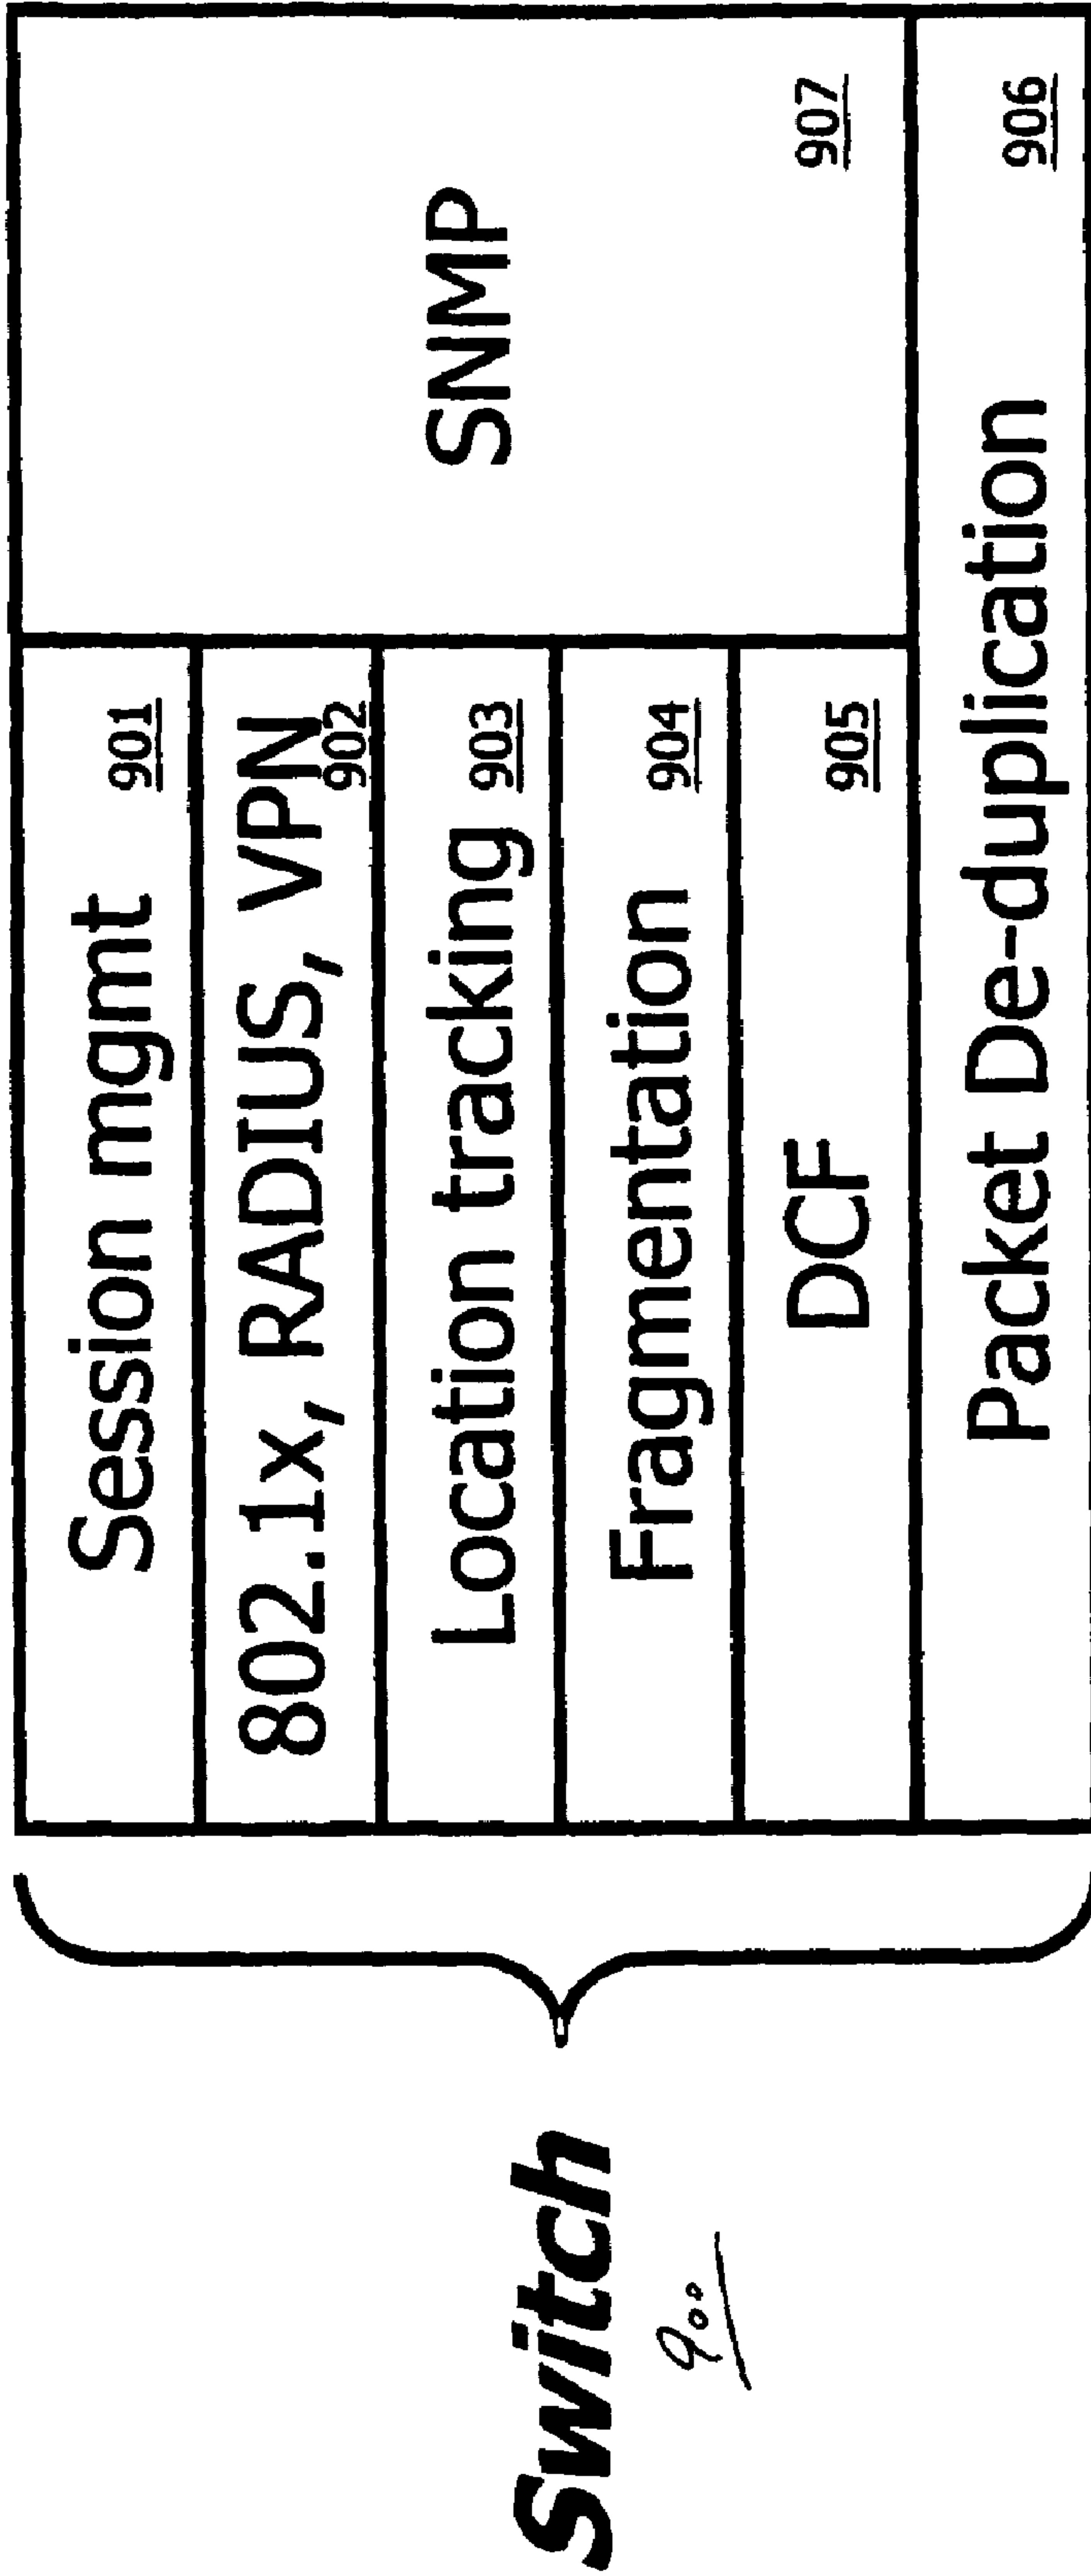 Switch
900
Session mgmt
901
802.1x, RADIUS, VPN
902
Location tracking
903
Fragmentation
904
DCF
905
SNMP
907
Packet De-duplication
906